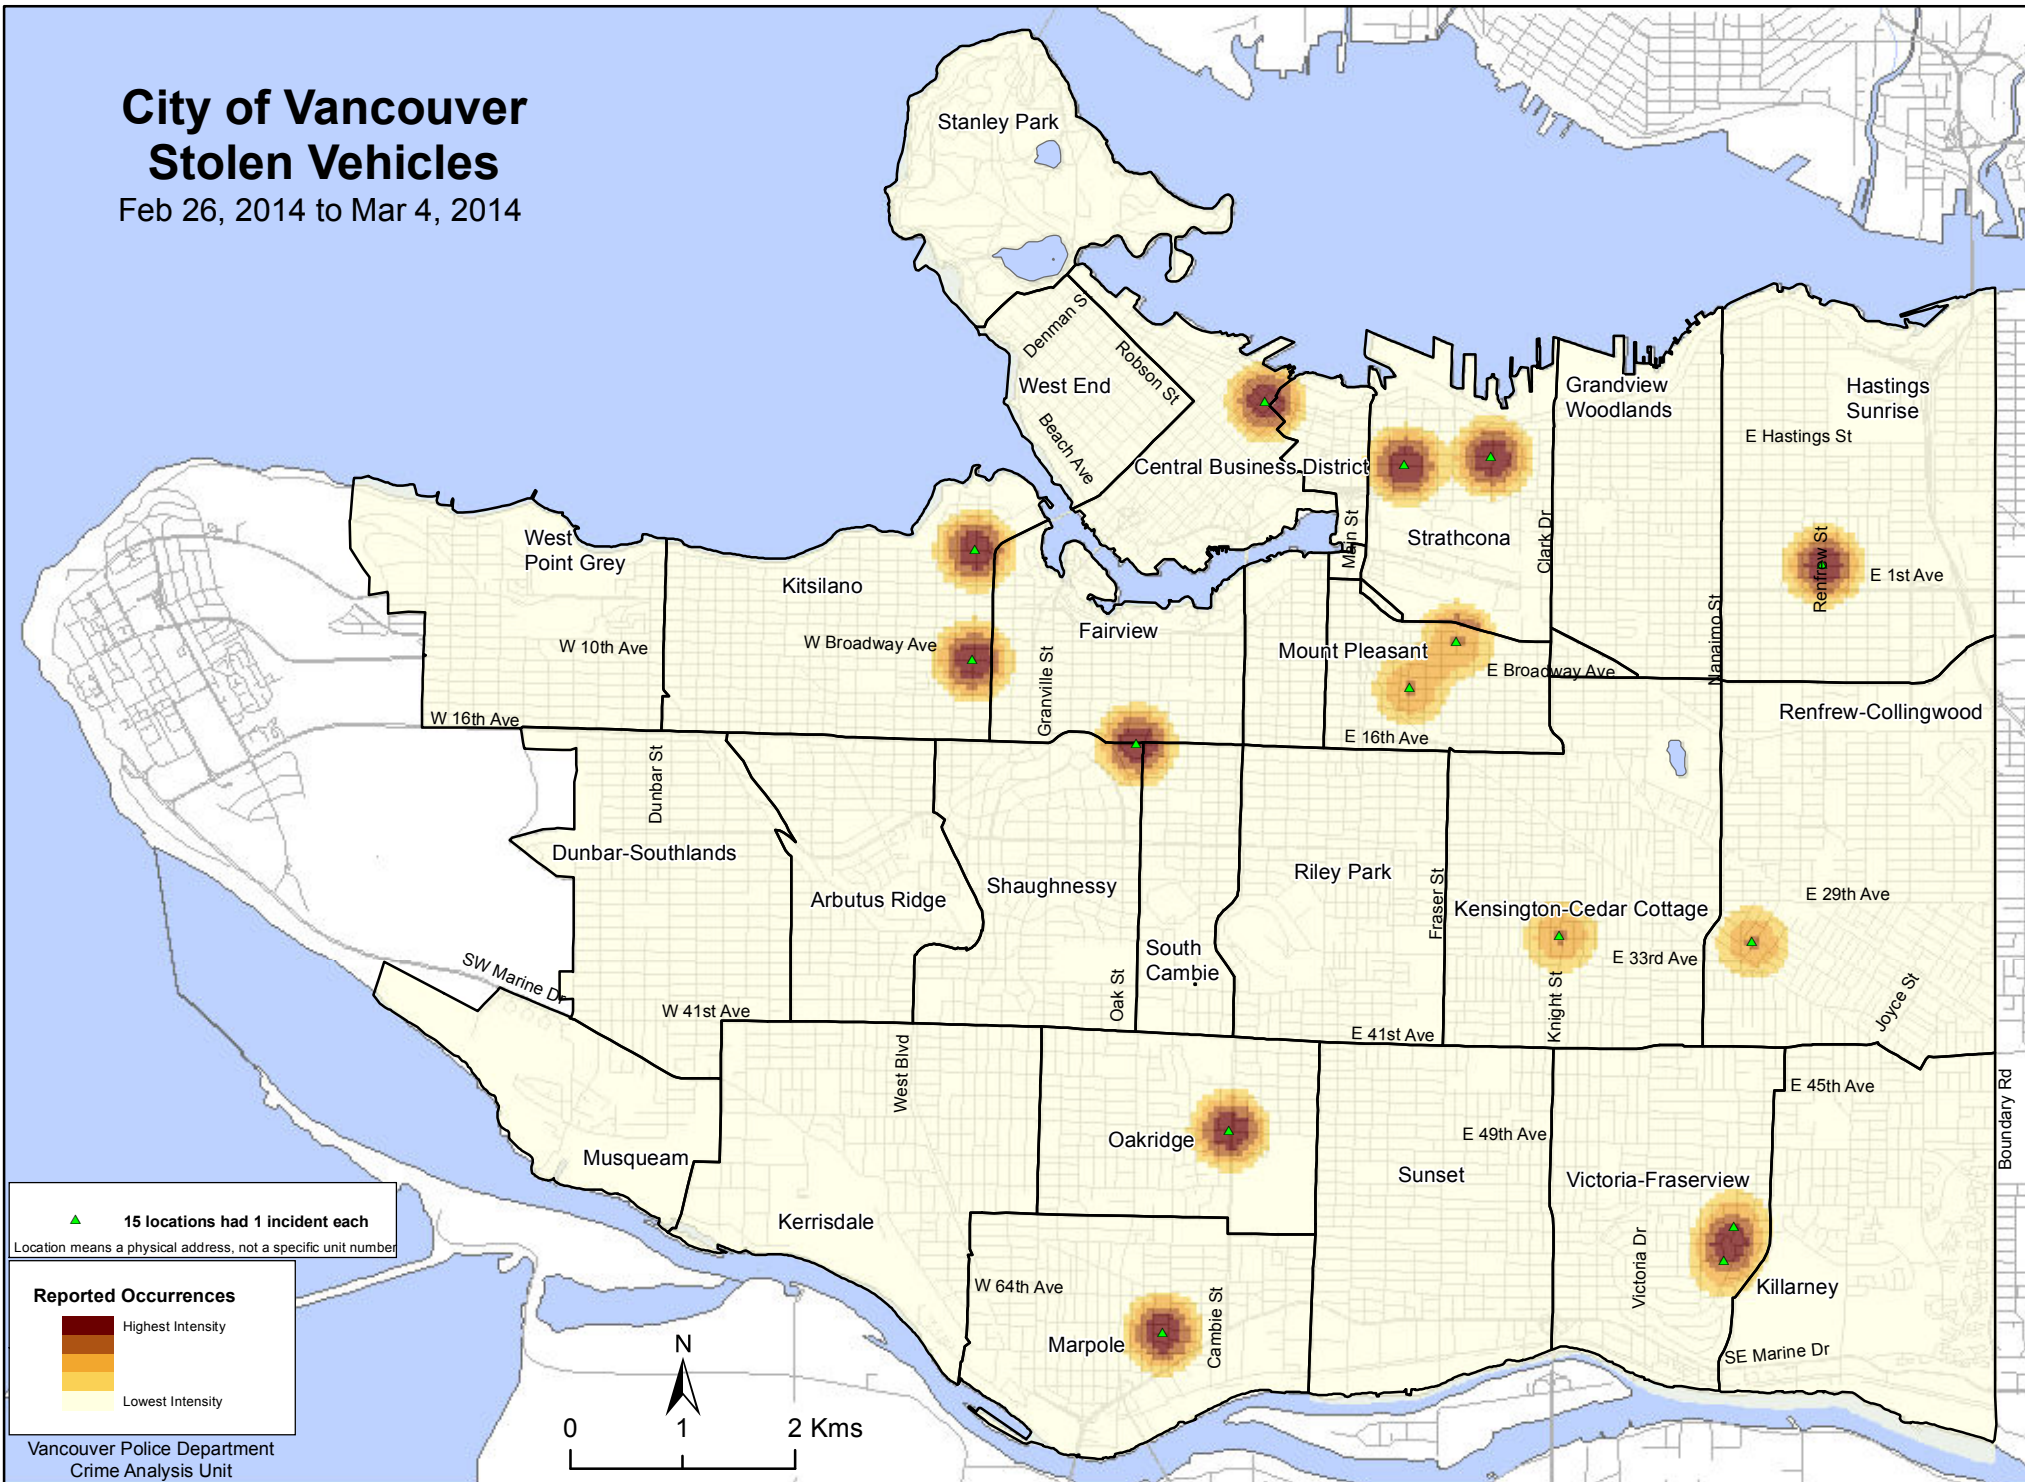 City of Vancouver
Stolen Vehicles
Feb 26, 2014 to Mar 4, 2014
Stanley Park
Denman S
Robson St
West End
Beach Ave
Central Business District
Grandview
Woodlands
Hastings
Sunrise
E Hastings St
West
Point Grey
Kitsilano
Main St
Strathcona
Clark Dr
Renfrew St
E 1st Ave
Nanaimo St
W 10th Ave
W Broadway Ave
Fairview
Granville St
Mount Pleasant
E Broadway Ave
W 16th Ave
E 16th Ave
Renfrew-Collingwood
Dunbar St
Dunbar-Southlands
Arbutus Ridge
Shaughnessy
Riley Park
Fraser St
Kensington-Cedar Cottage
E 29th Ave
South
Cambie
E 33rd Ave
SW Marine Dr
W 41st Ave
Oak St
E 41st Ave
Knight St
Joyce St
West Blvd
E 45th Ave
Boundary Rd
Musqueam
Oakridge
E 49th Ave
Sunset
Victoria-Fraserview
Kerrisdale
W 64th Ave
Cambie St
Victoria Dr
Killarney
Marpole
SE Marine Dr
15 locations had 1 incident each
Location means a physical address, not a specific unit number
Reported Occurrences
Highest Intensity
Lowest Intensity
N
0 1 2 Kms
Vancouver Police Department
Crime Analysis Unit